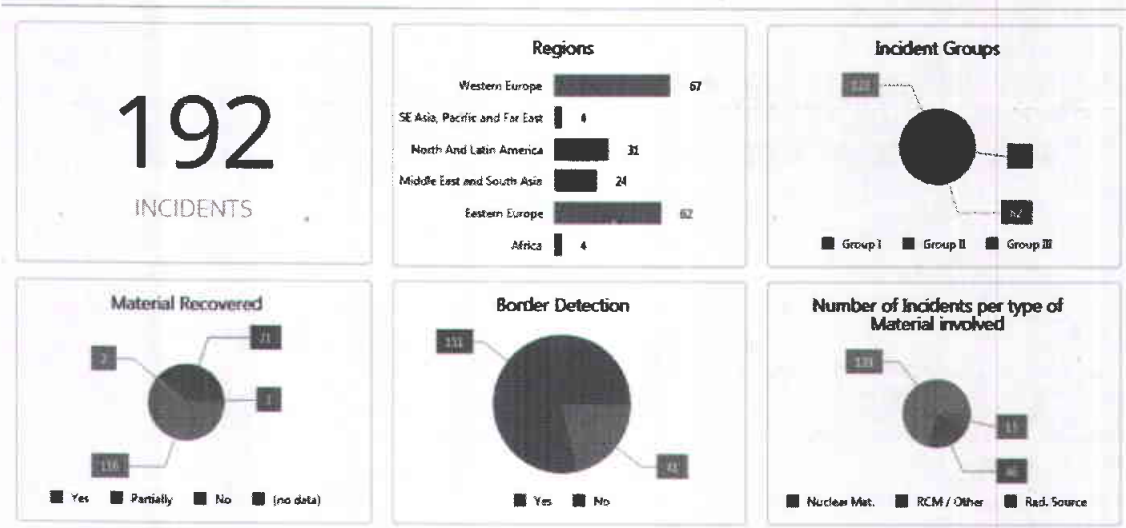 192
INCIDENTS
Regions
Western Europe 67
SE Asia, Pacific and Far East 4
North And Latin America 31
Middle East and South Asia 24
Eastern Europe 62
Africa 4
Incident Groups
62
Group I Group II Group III
Material Recovered
71
2
116
Yes Partially No (no data)
Border Detection
151
41
Yes No
Number of Incidents per type of
Material involved
Nuclear Mat. RCM / Other Rad. Source